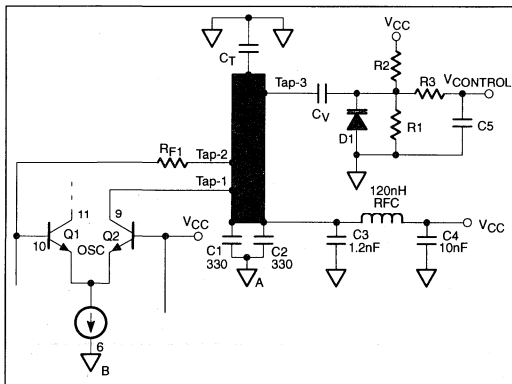 VCC
CT
R2
Tap-3
R3
VCONTROL
CV
RF1
Tap-2
D1
R1
C5
Tap-1
120nH
RFC
11
9
VCC
VCC
Q1
Q2
10
OSC
C1
330
C2
330
C3
1.2nF
C4
10nF
A
6
B